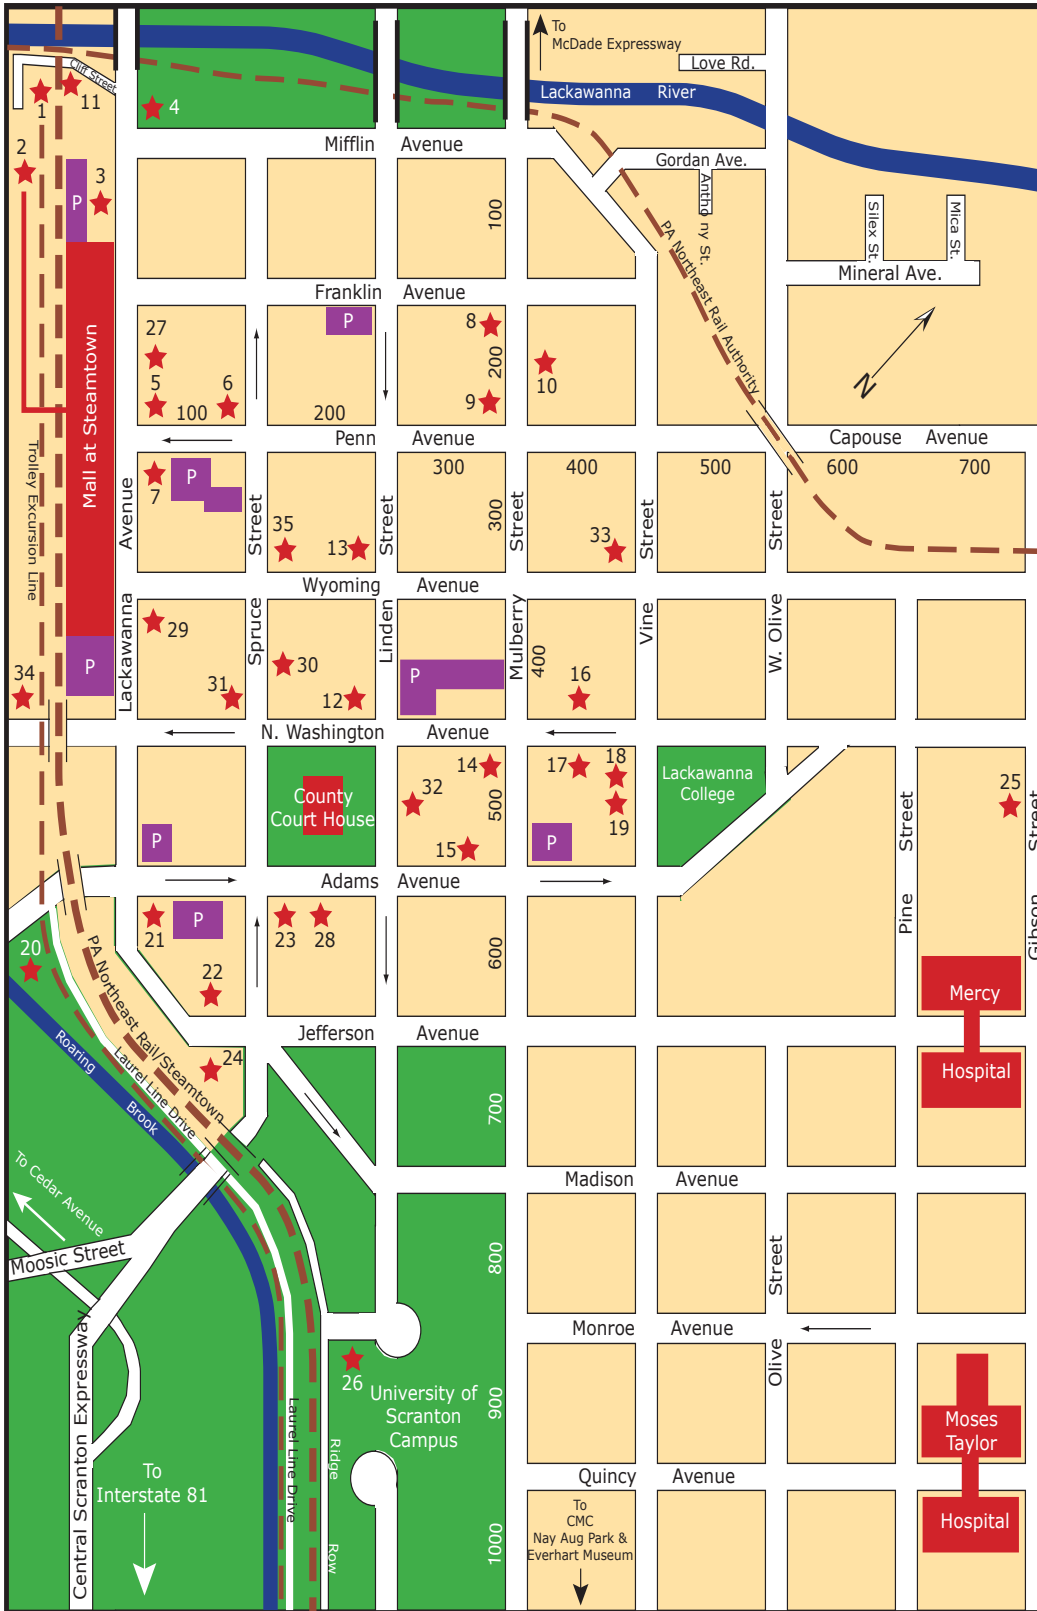 To
McDade Expressway
Love Rd.
Cliff Street
Lackawanna River
1
11
4
Mifflin Avenue
2
3
P
Gordan Ave.
Anthony St.
100
Silex St.
Mica St.
Mineral Ave.
PA Northeast Rail Authority
Franklin Avenue
27
P
8
200
5
6
10
9
100
200
N
Mall at Steamtown
Trolley Excursion Line
Penn Avenue
Capouse Avenue
7
P
300
400
500
600
700
300
35
13
33
Lackawanna Avenue
Spruce Street
Linden Street
Mulberry Street
Vine Street
W. Olive Street
Wyoming Avenue
29
30
31
12
P
400
16
34
P
N. Washington Avenue
14
32
500
15
17
18
19
P
County
Court House
Lackawanna
College
25
Pine Street
Gibson Street
P
Adams Avenue
21
P
23
28
22
600
20
Mercy
Hospital
PA Northeast Rail/Steamtown
Jefferson Avenue
24
Roaring
Brook
Laurel Line Drive
700
To Cedar Avenue
Moosic Street
Madison Avenue
800
Olive Street
Central Scranton Expressway
Monroe Avenue
26
University of
Scranton
Campus
900
Laurel Line Drive
Ridge Row
Moses
Taylor
Hospital
Quincy Avenue
To
Interstate 81
1000
To
CMC
Nay Aug Park &
Everhart Museum